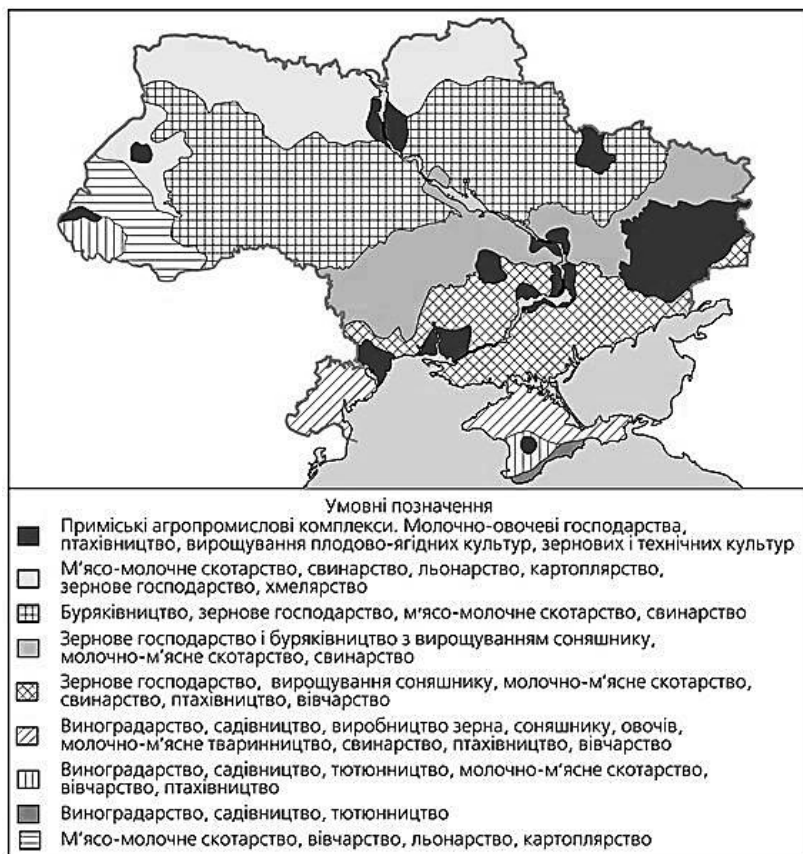 Умовні позначення
Приміські агропромислові комплекси. Молочно-овочеві господарства,
птахівництво, вирощування плодово-ягідних культур, зернових і технічних культур
М'ясо-молочне скотарство, свинарство, льонарство, картоплярство,
зернове господарство, хмелярство
Буряківництво, зернове господарство, м'ясо-молочне скотарство, свинарство
Зернове господарство і буряківництво з вирощуванням соняшнику,
молочно-м'ясне скотарство, свинарство
Зернове господарство, вирощування соняшнику, молочно-м'ясне скотарство,
свинарство, птахівництво, вівчарство
Виноградарство, садівництво, виробництво зерна, соняшнику, овочів,
молочно-м'ясне тваринництво, свинарство, птахівництво, вівчарство
Виноградарство, садівництво, тютюнництво, молочно-м'ясне скотарство,
вівчарство, птахівництво
Виноградарство, садівництво, тютюнництво
М'ясо-молочне скотарство, вівчарство, льонарство, картоплярство